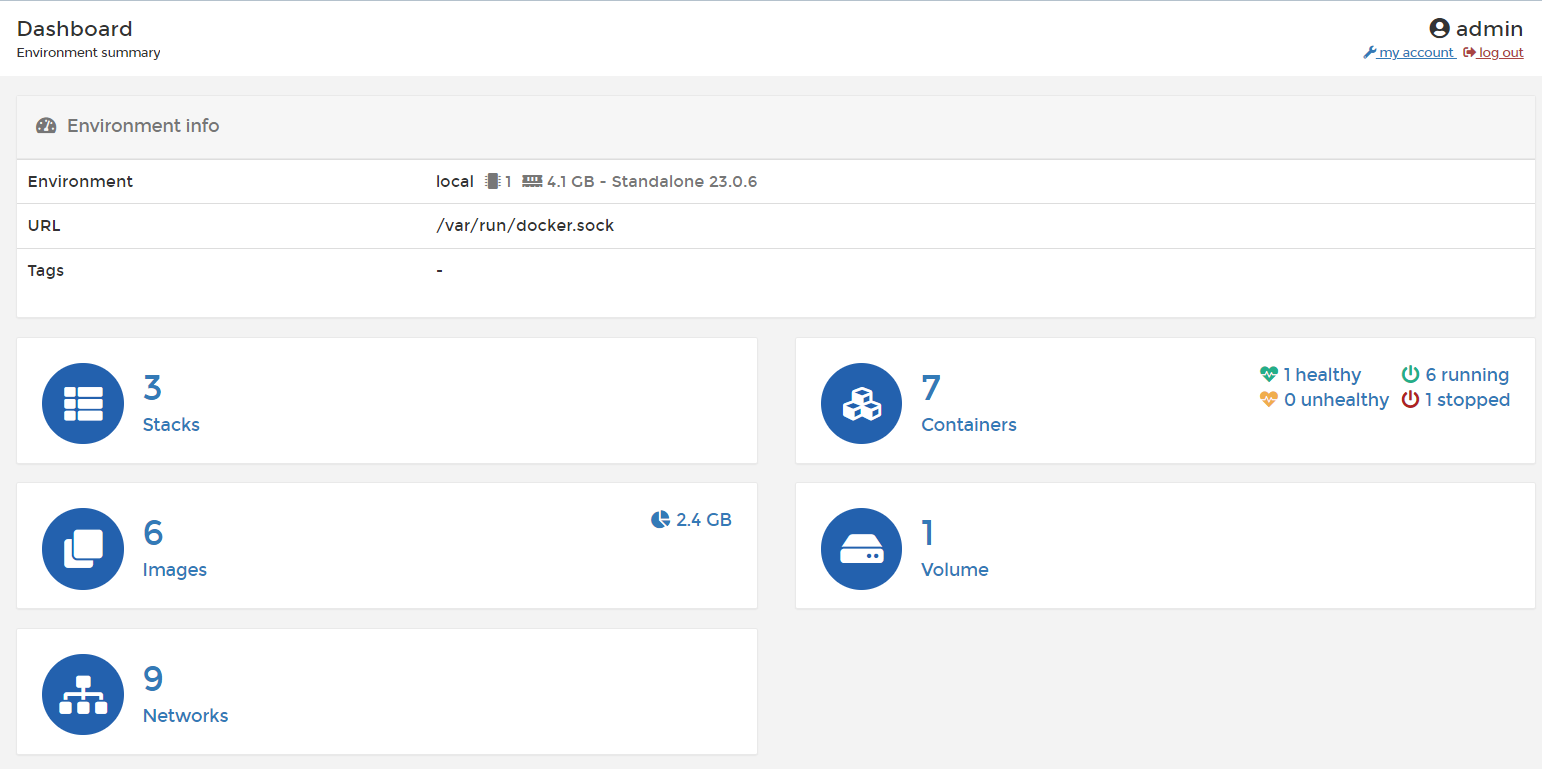 Dashboard
admin
Environment summary
my account log out
Environment info
Environment local 1 4.1 GB - Standalone 23.0.6
URL /var/run/docker.sock
Tags -
3
Stacks
7
Containers
1 healthy 6 running
0 unhealthy 1 stopped
6
Images
2.4 GB
1
Volume
9
Networks